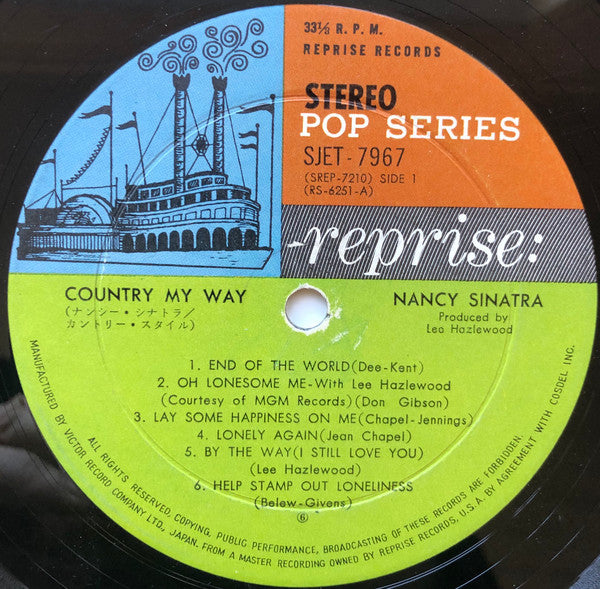 33⅓ R. P. M.
REPRISE RECORDS
STEREO
POP SERIES
SJET-7967
(SREP-7210) SIDE 1
(RS-6251-A)
-reprise:
COUNTRY MY WAY
(ナンシー・シナトラ／
カントリー・スタイル)
NANCY SINATRA
Produced by
Lee Hazlewood
1. END OF THE WORLD(Dee-Kent)
2. OH LONESOME ME-With Lee Hazlewood
(Courtesy of MGM Records)(Don Gibson)
3. LAY SOME HAPPINESS ON ME(Chapel-Jennings)
4. LONELY AGAIN(Jean Chapel)
5. BY THE WAY(I STILL LOVE YOU)
(Lee Hazlewood)
6. HELP STAMP OUT LONELINESS
(Belew-Givens)
6
ALL RIGHTS RESERVED. COPYING, PUBLIC PERFORMANCE, BROADCASTING OF THESE RECORDS ARE FORBIDDEN.
MANUFACTURED BY VICTOR RECORD COMPANY LTD., JAPAN. FROM A MASTER RECORDING OWNED BY REPRISE RECORDS, U.S.A. BY AGREEMENT WITH COSDEL INC.